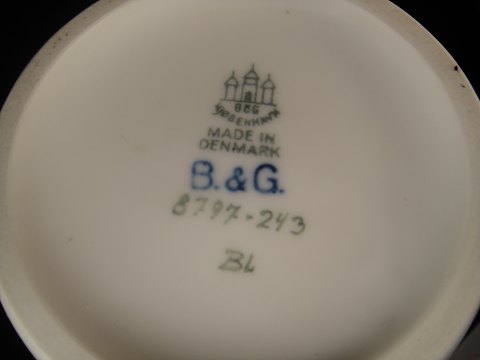 B&G
KJØBENHAVN
MADE IN
DENMARK
B. & G.
8797-243
BL